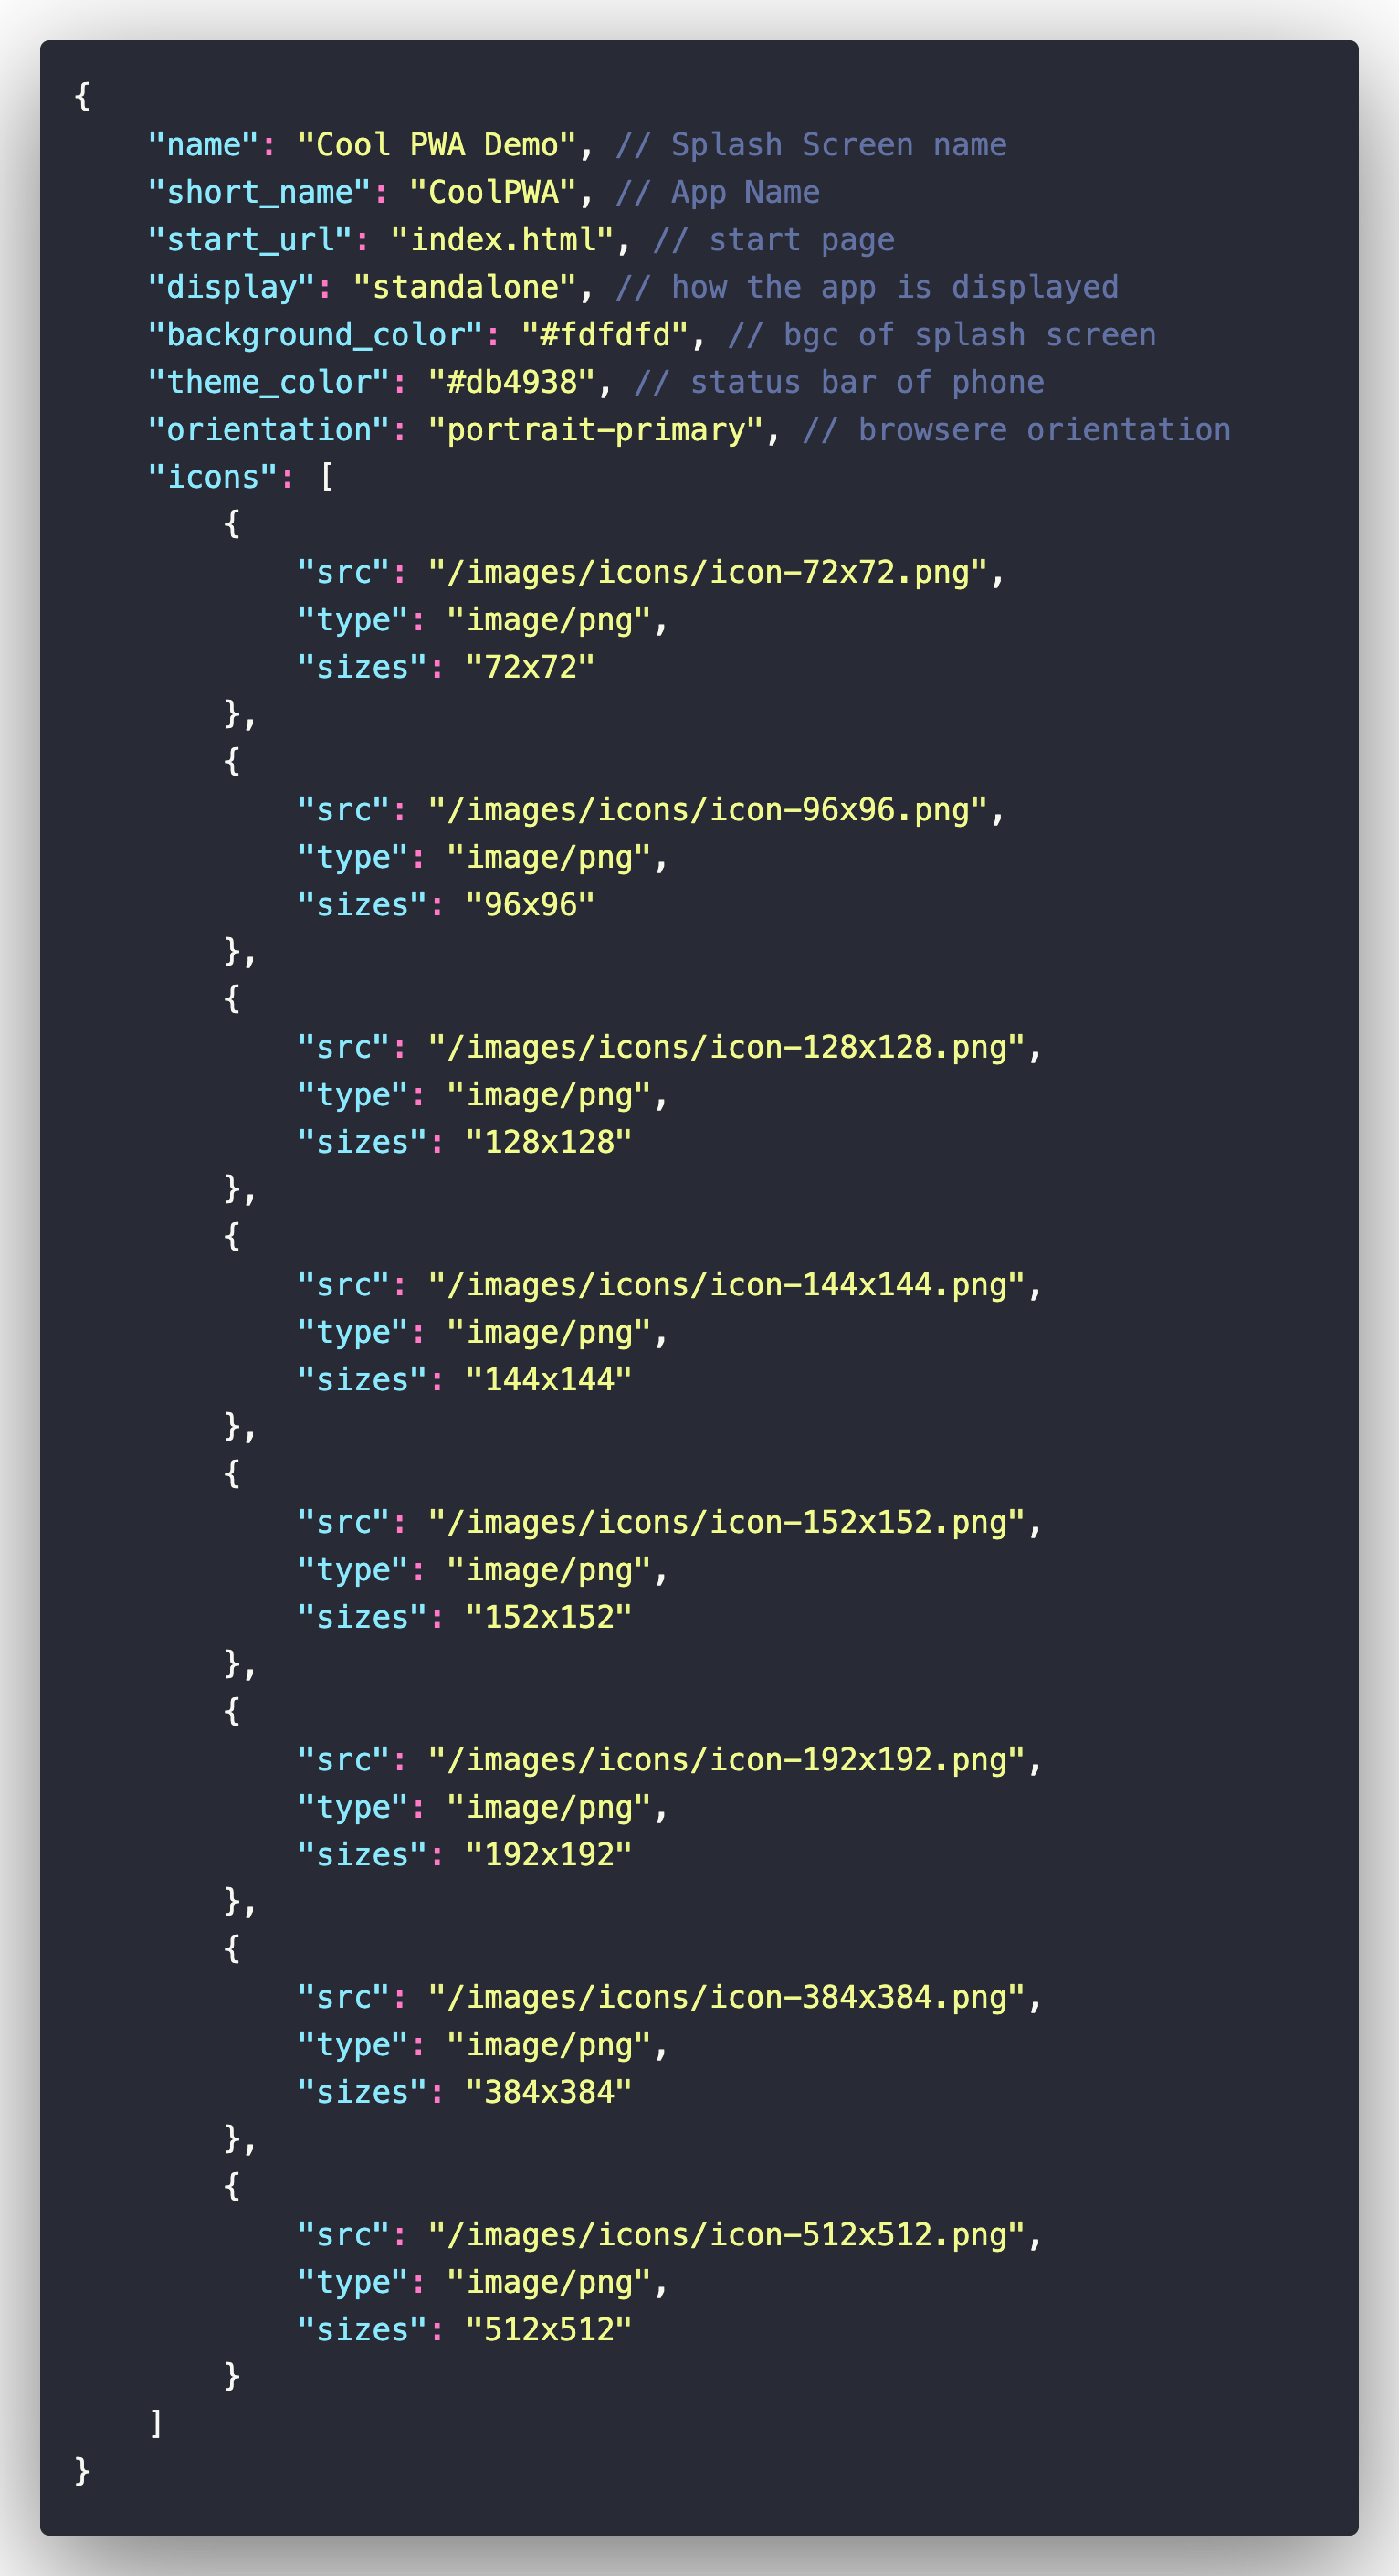 {
    "name": "Cool PWA Demo", // Splash Screen name
    "short_name": "CoolPWA", // App Name
    "start_url": "index.html", // start page
    "display": "standalone", // how the app is displayed
    "background_color": "#fdfdfd", // bgc of splash screen
    "theme_color": "#db4938", // status bar of phone
    "orientation": "portrait-primary", // browsere orientation
    "icons": [
        {
            "src": "/images/icons/icon-72x72.png",
            "type": "image/png",
            "sizes": "72x72"
        },
        {
            "src": "/images/icons/icon-96x96.png",
            "type": "image/png",
            "sizes": "96x96"
        },
        {
            "src": "/images/icons/icon-128x128.png",
            "type": "image/png",
            "sizes": "128x128"
        },
        {
            "src": "/images/icons/icon-144x144.png",
            "type": "image/png",
            "sizes": "144x144"
        },
        {
            "src": "/images/icons/icon-152x152.png",
            "type": "image/png",
            "sizes": "152x152"
        },
        {
            "src": "/images/icons/icon-192x192.png",
            "type": "image/png",
            "sizes": "192x192"
        },
        {
            "src": "/images/icons/icon-384x384.png",
            "type": "image/png",
            "sizes": "384x384"
        },
        {
            "src": "/images/icons/icon-512x512.png",
            "type": "image/png",
            "sizes": "512x512"
        }
    ]
}